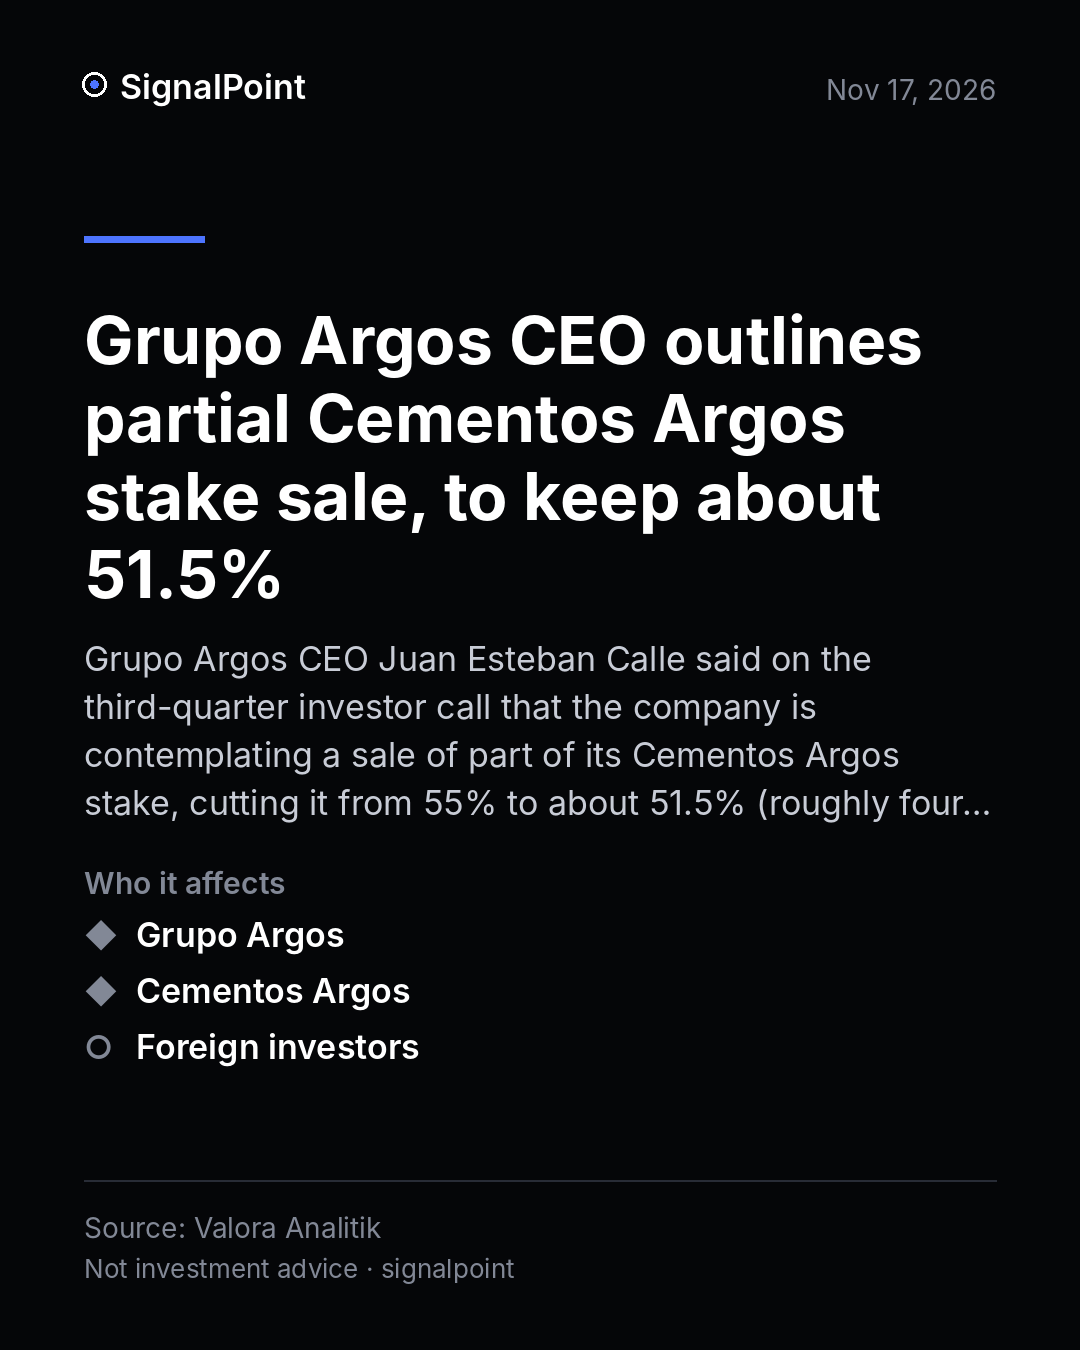 SignalPoint
Nov 17, 2026
Grupo Argos CEO outlines
partial Cementos Argos
stake sale, to keep about
51.5%
Grupo Argos CEO Juan Esteban Calle said on the
third-quarter investor call that the company is
contemplating a sale of part of its Cementos Argos
stake, cutting it from 55% to about 51.5% (roughly four...
Who it affects
Grupo Argos
Cementos Argos
Foreign investors
Source: Valora Analitik
Not investment advice · signalpoint